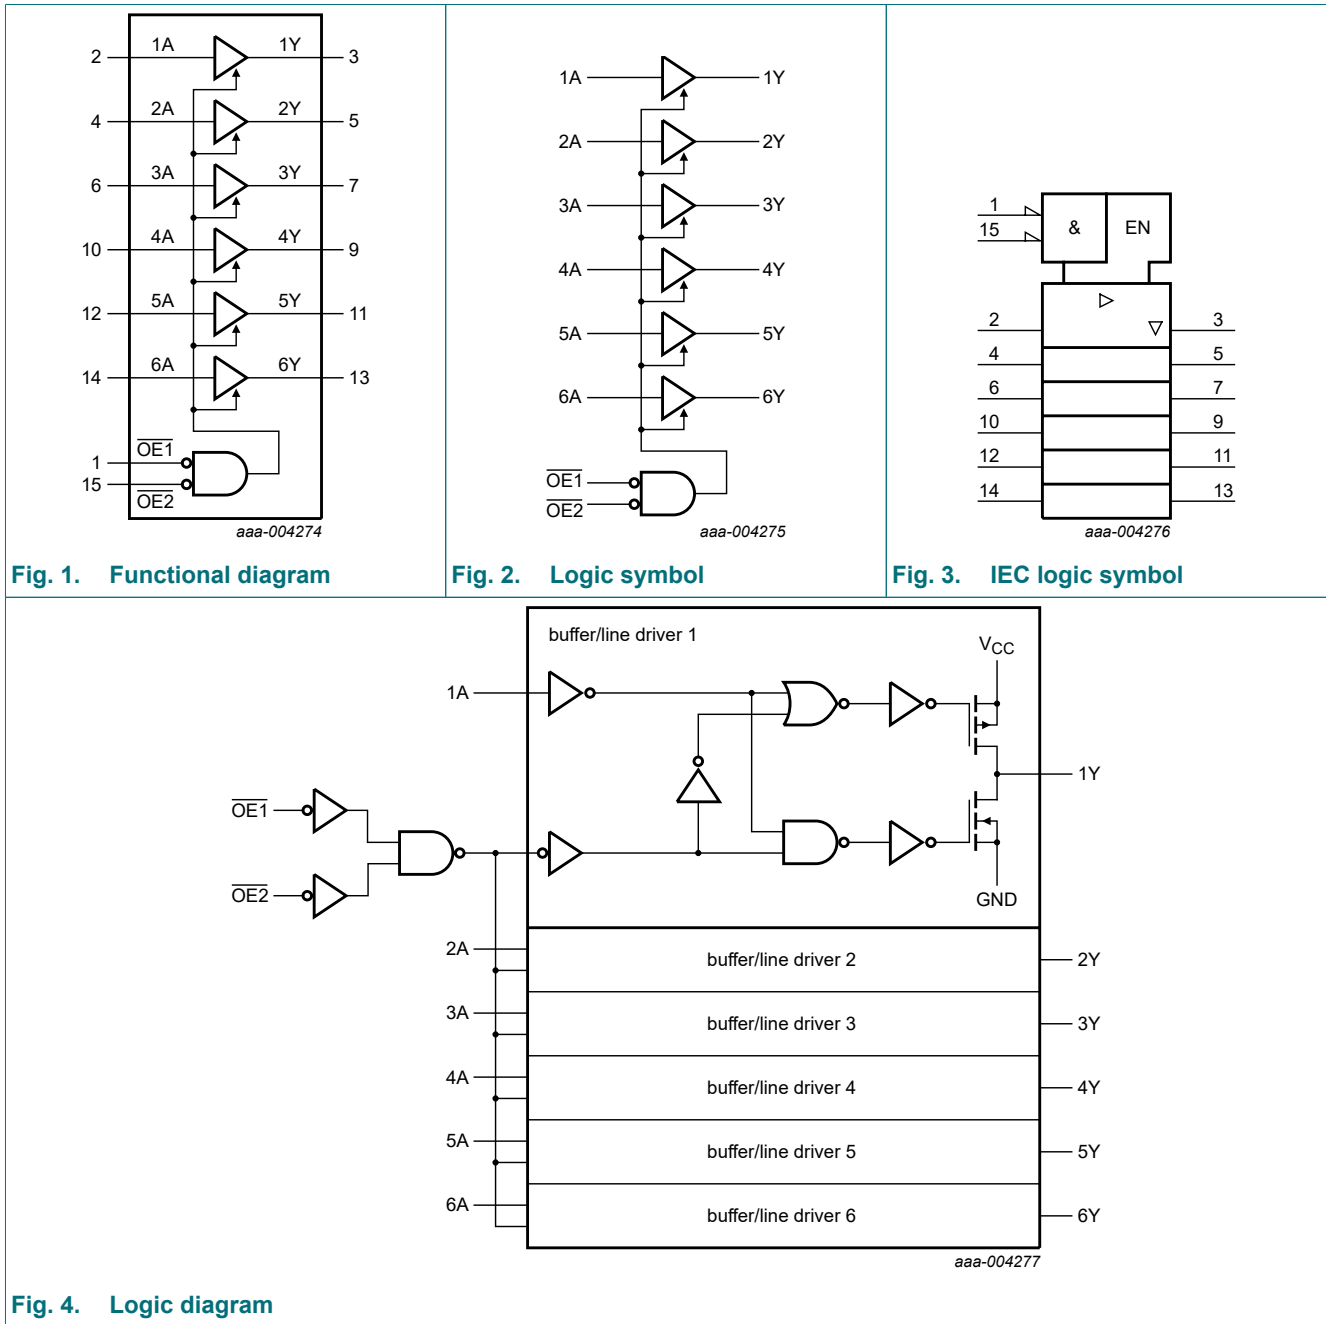 2 1A 1Y 3
4 2A 2Y 5
6 3A 3Y 7
10 4A 4Y 9
12 5A 5Y 11
14 6A 6Y 13
1 OE1
15 OE2
aaa-004274
Fig. 1. Functional diagram
1A 1Y
2A 2Y
3A 3Y
4A 4Y
5A 5Y
6A 6Y
OE1
OE2
aaa-004275
Fig. 2. Logic symbol
1
15
& EN
2 3
4 5
6 7
10 9
12 11
14 13
aaa-004276
Fig. 3. IEC logic symbol
buffer/line driver 1
VCC
1A
1Y
OE1
OE2
GND
2A buffer/line driver 2 2Y
3A buffer/line driver 3 3Y
4A buffer/line driver 4 4Y
5A buffer/line driver 5 5Y
6A buffer/line driver 6 6Y
aaa-004277
Fig. 4. Logic diagram